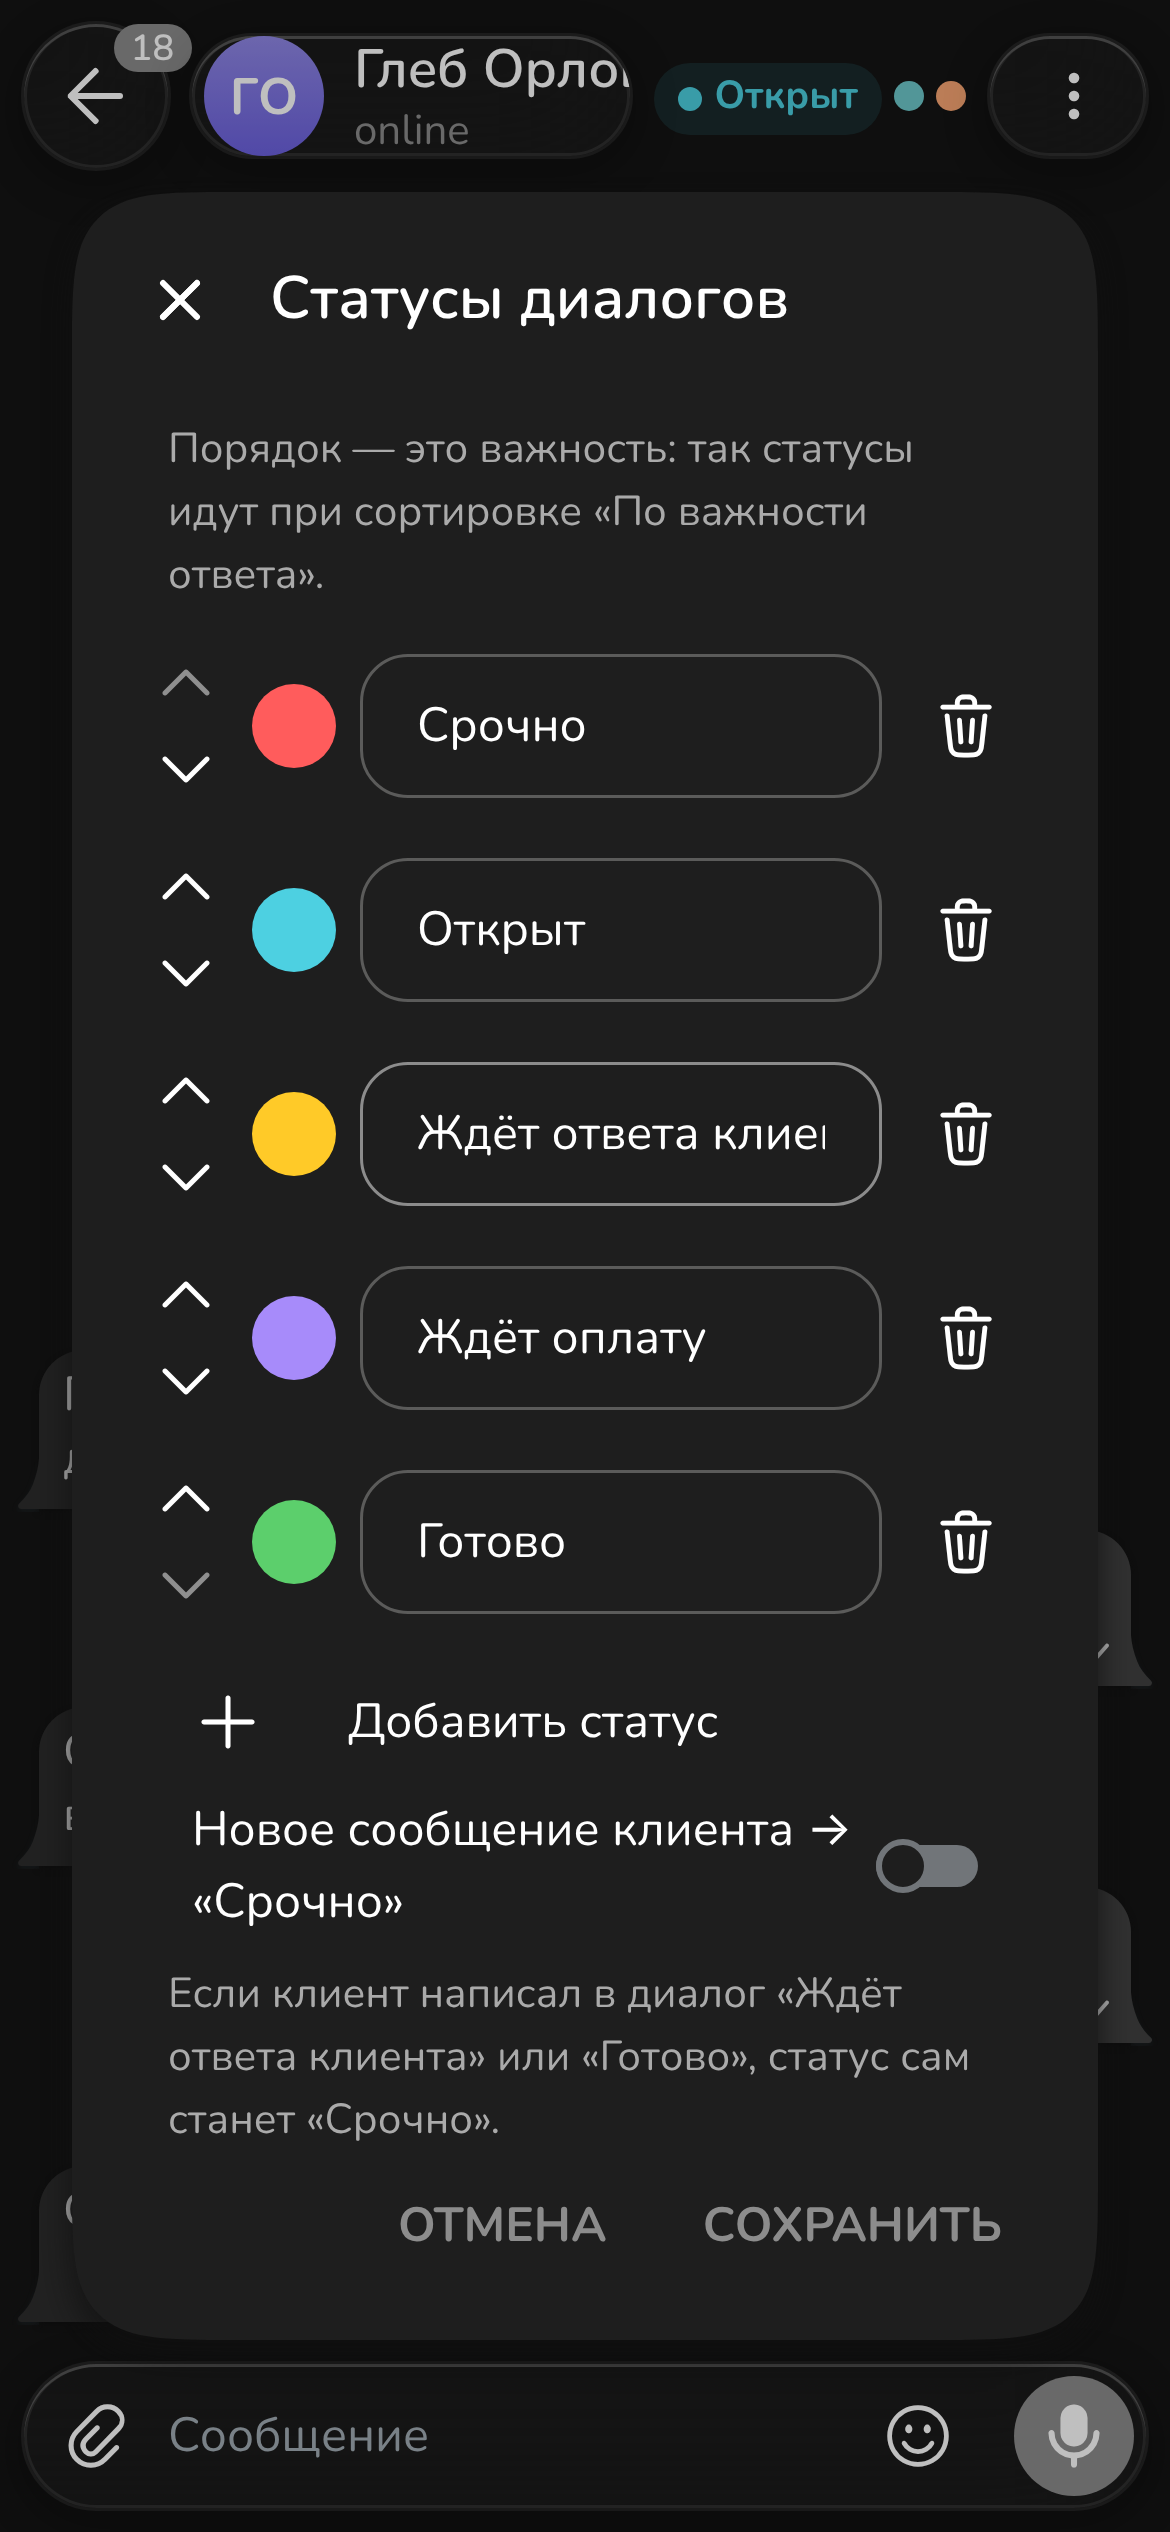 18
ГО
Глеб Орло
online
Открыт
Статусы диалогов
Порядок — это важность: так статусы
идут при сортировке «По важности
ответа».
Срочно
Открыт
Ждёт ответа клие
Ждёт оплату
Готово
Добавить статус
Новое сообщение клиента →
«Срочно»
Если клиент написал в диалог «Ждёт
ответа клиента» или «Готово», статус сам
станет «Срочно».
ОТМЕНА
СОХРАНИТЬ
Сообщение